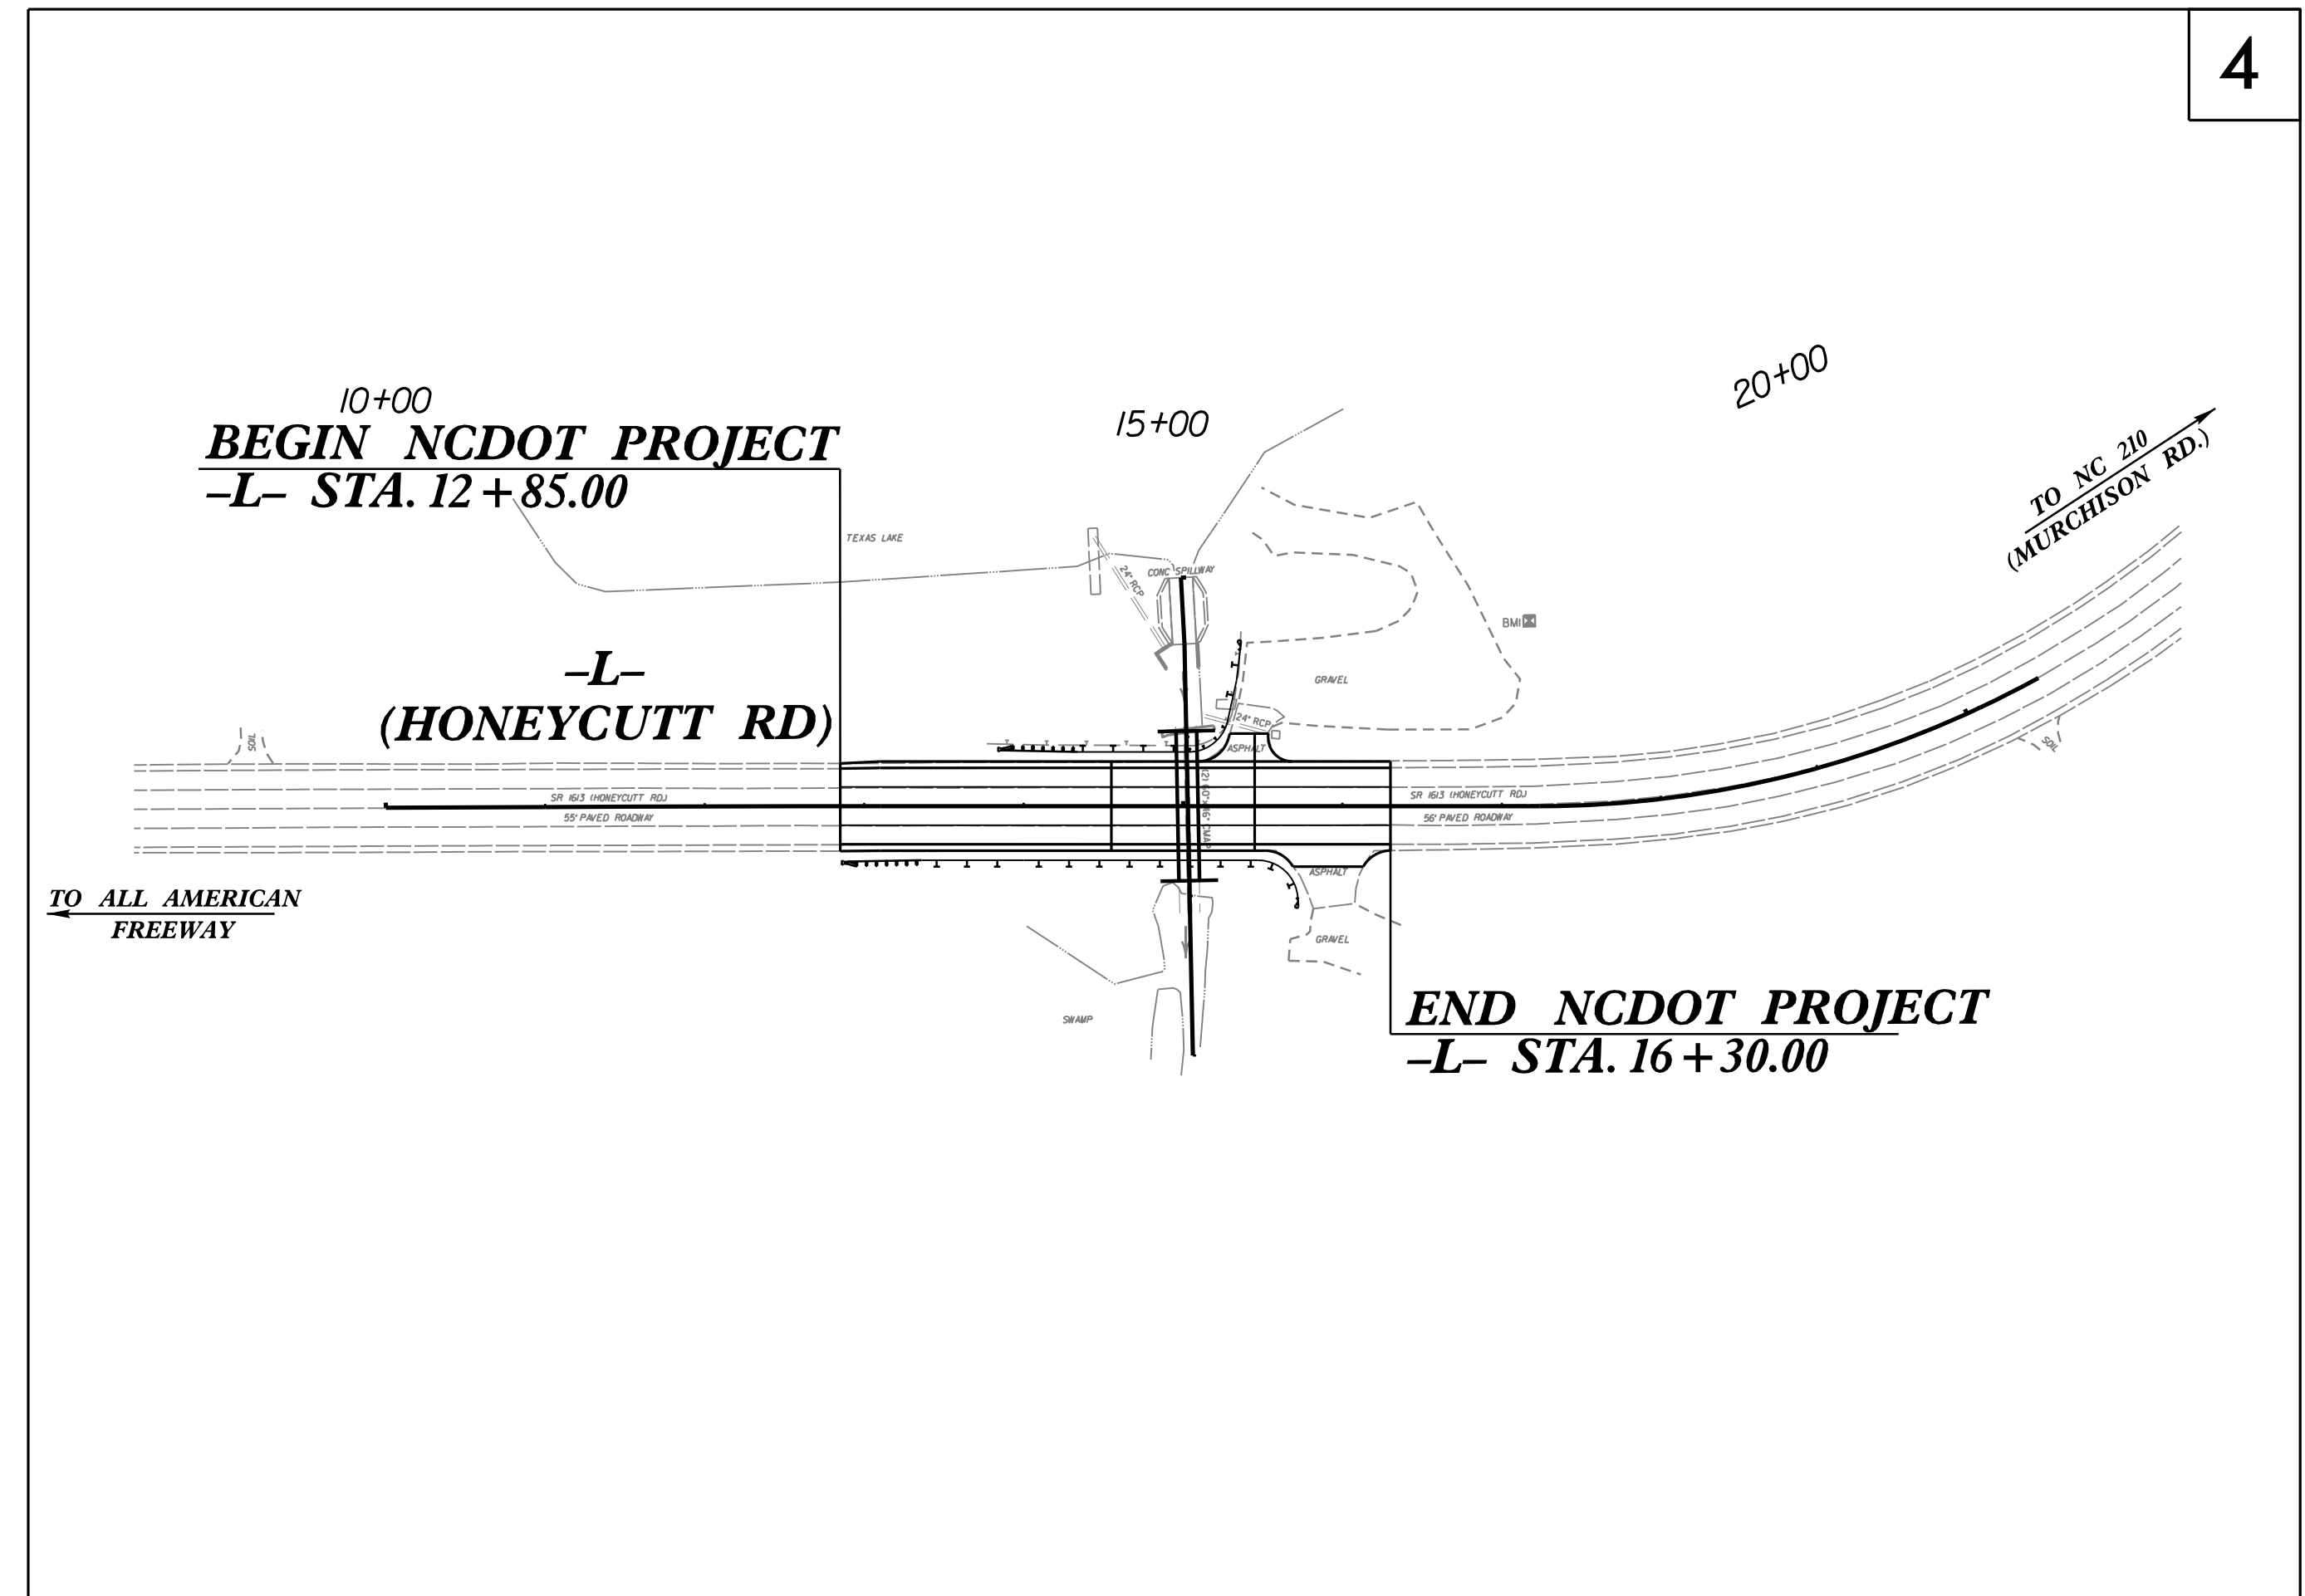 4
10+00
15+00
20+00
BEGIN NCDOT PROJECT
-L- STA. 12+85.00
TO NC 210
(MURCHISON RD.)
TEXAS LAKE
24" RCP
CONC SPILLWAY
BM1
-L-
(HONEYCUTT RD)
GRAVEL
24" RCP
SOIL
SOIL
ASPHALT
SR 1613 (HONEYCUTT RD.)
55' PAVED ROADWAY
SR 1613 (HONEYCUTT RD.)
56' PAVED ROADWAY
ASPHALT
TO ALL AMERICAN
FREEWAY
GRAVEL
SWAMP
END NCDOT PROJECT
-L- STA. 16+30.00